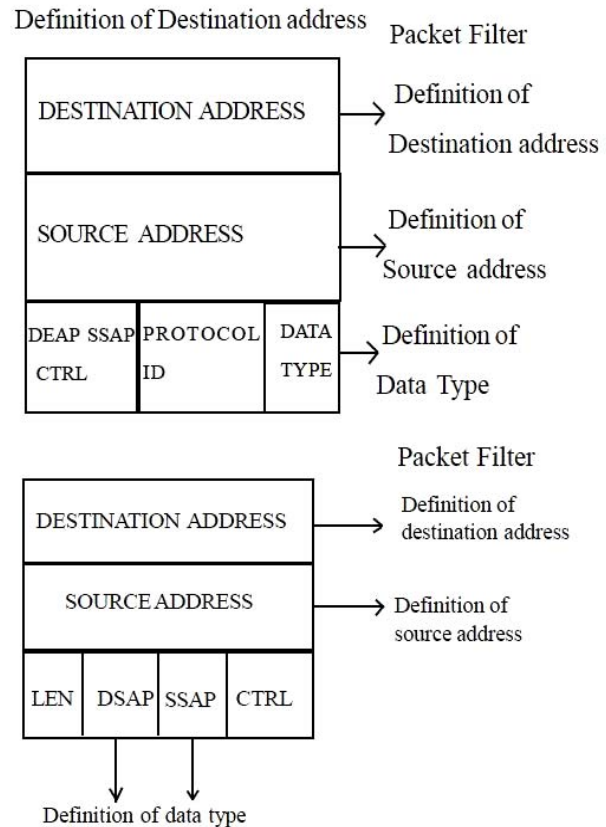 Definition of Destination address
Packet Filter
DESTINATION ADDRESS
Definition of
Destination address
SOURCE ADDRESS
Definition of
Source address
DEAP SSAP
CTRL
PROTOCOL
ID
DATA
TYPE
Definition of
Data Type
Packet Filter
DESTINATION ADDRESS
Definition of
destination address
SOURCE ADDRESS
Definition of
source address
LEN
DSAP
SSAP
CTRL
Definition of data type